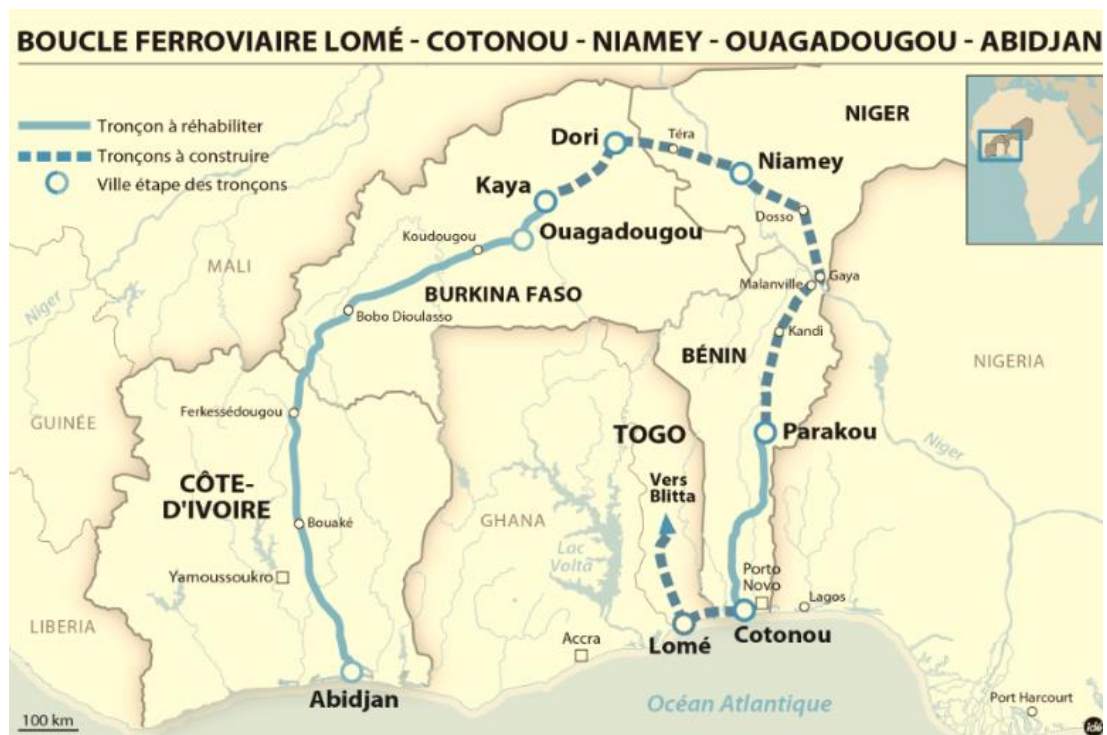 BOUCLE FERROVIAIRE LOMÉ - COTONOU - NIAMEY - OUAGADOUGOU - ABIDJAN
Tronçon à réhabiliter
Tronçons à construire
Ville étape des tronçons
NIGER
Dori
Téra
Niamey
Kaya
Dosso
Ouagadougou
Koudougou
MALI
Gaya
Malanville
Niger
BURKINA FASO
Bobo Dioulasso
Kandi
BÉNIN
NIGERIA
Ferkessédougou
GUINÉE
TOGO
Parakou
Niger
CÔTE-
D'IVOIRE
Vers
Blitta
Bouaké
GHANA
Lac
Volta
Yamoussoukro
Porto
Novo
Lagos
LIBERIA
Accra
Lomé
Cotonou
Abidjan
Océan Atlantique
Port Harcourt
100 km
idé